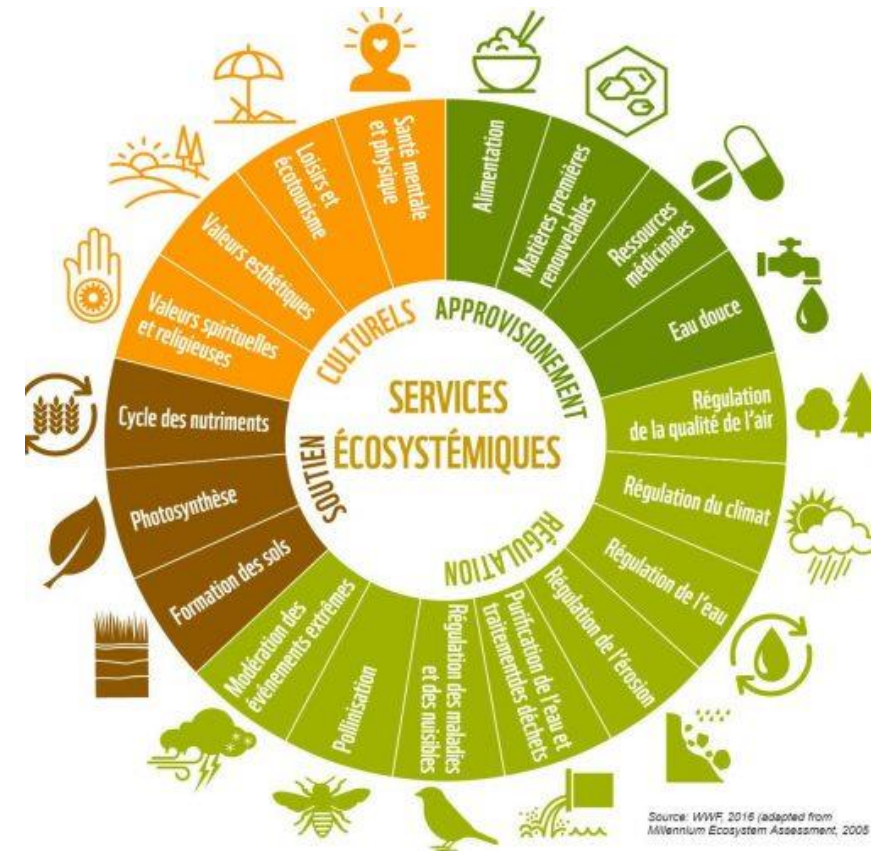 SERVICES
ÉCOSYSTÉMIQUES
APPROVISIONEMENT
Alimentation
Matières premières
renouvelables
Ressources
médicinales
Eau douce
RÉGULATION
Régulation
de la qualité de l'air
Régulation du climat
Régulation de l'eau
Régulation de l'érosion
Purification de l'eau et
traitementdes déchets
Régulation des maladies
et des nuisibles
Pollinisation
Modération des
événements extrêmes
SOUTIEN
Formation des sols
Photosynthèse
Cycle des nutriments
CULTURELS
Valeurs spirituelles
et religieuses
Valeurs esthétiques
Loisirs et
écotourisme
Santé mentale
et physique
Source: WWF, 2016 (adapted from
Millennium Ecosystem Assessment, 2005